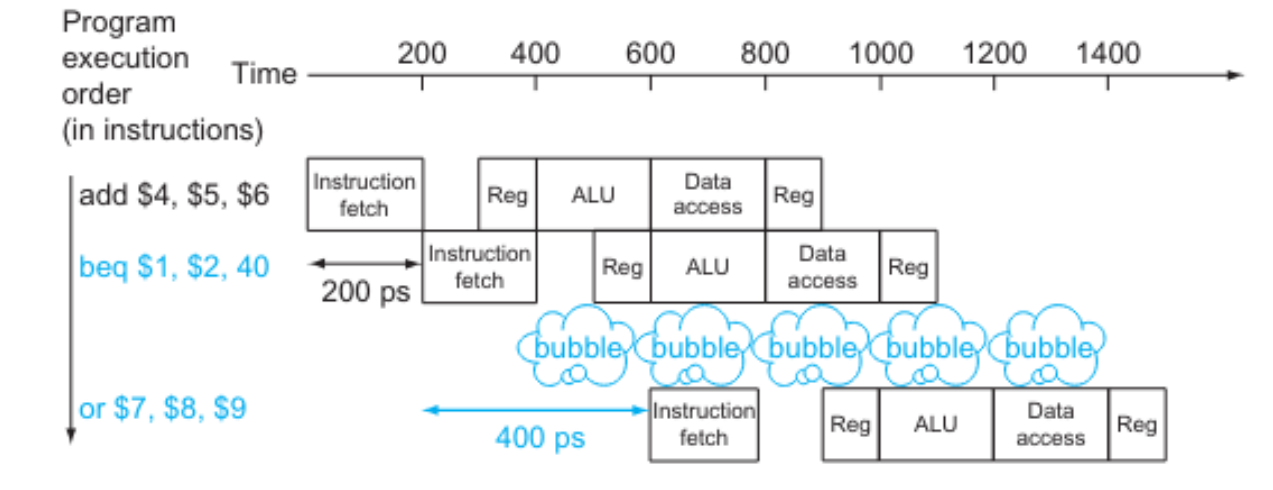 Program
execution
order
(in instructions)
Time
200 400 600 800 1000 1200 1400
add $4, $5, $6
Instruction
fetch
Reg
ALU
Data
access
Reg
beq $1, $2, 40
200 ps
Instruction
fetch
Reg
ALU
Data
access
Reg
bubble bubble bubble bubble bubble
or $7, $8, $9
400 ps
Instruction
fetch
Reg
ALU
Data
access
Reg